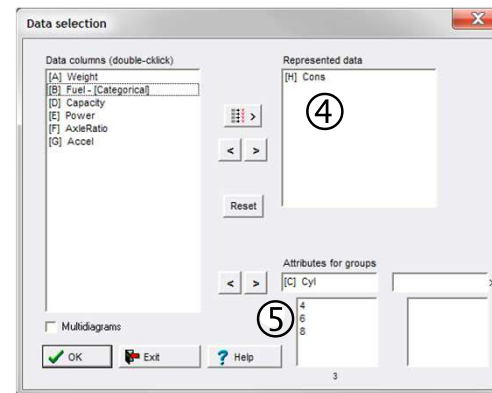 Data selection
X
Data columns (double-cklick)
[A] Weight
[B] Fuel - [Categorical]
[D] Capacity
[E] Power
[F] AxleRatio
[G] Accel
>
< >
Reset
< >
Represented data
[H] Cons
④
Attributes for groups
[C] Cyl
x
⑤
4
6
8
3
Multidiagrams
OK
Exit
? Help